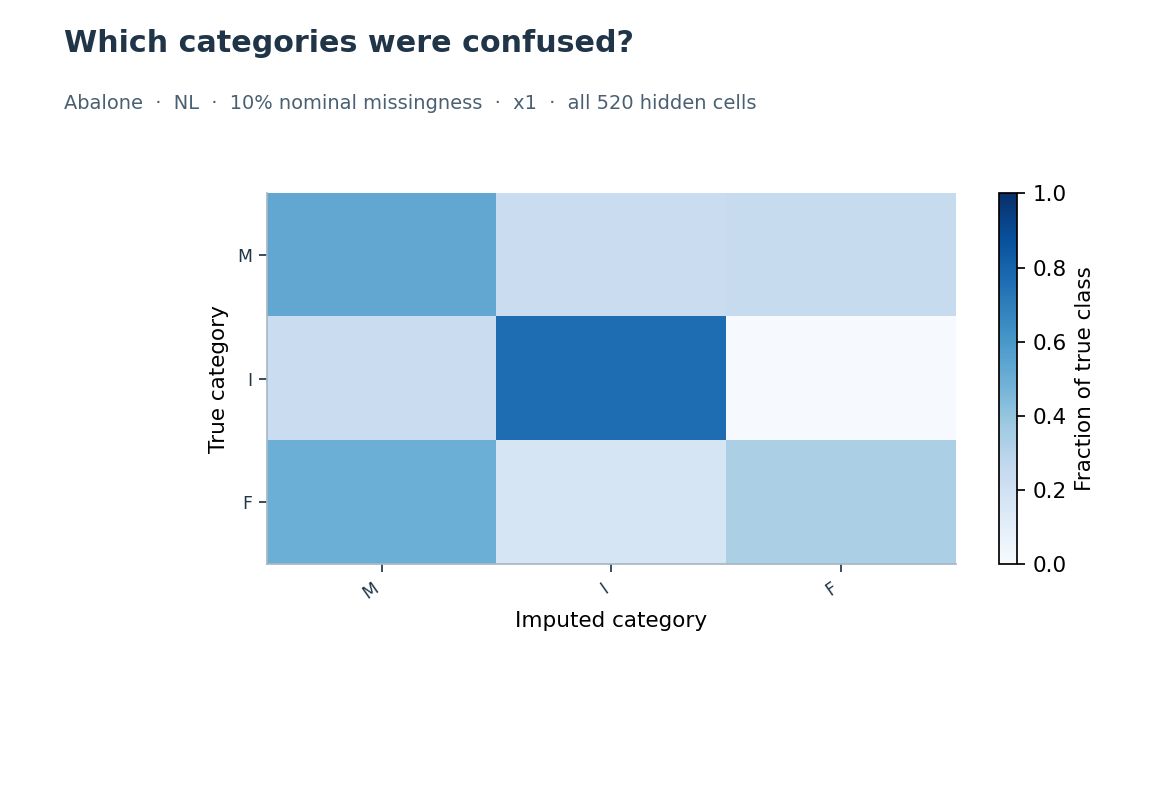 Which categories were confused?
Abalone · NL · 10% nominal missingness · x1 · all 520 hidden cells
True category
M
I
F
M
I
F
Imputed category
1.0
0.8
0.6
0.4
0.2
0.0
Fraction of true class